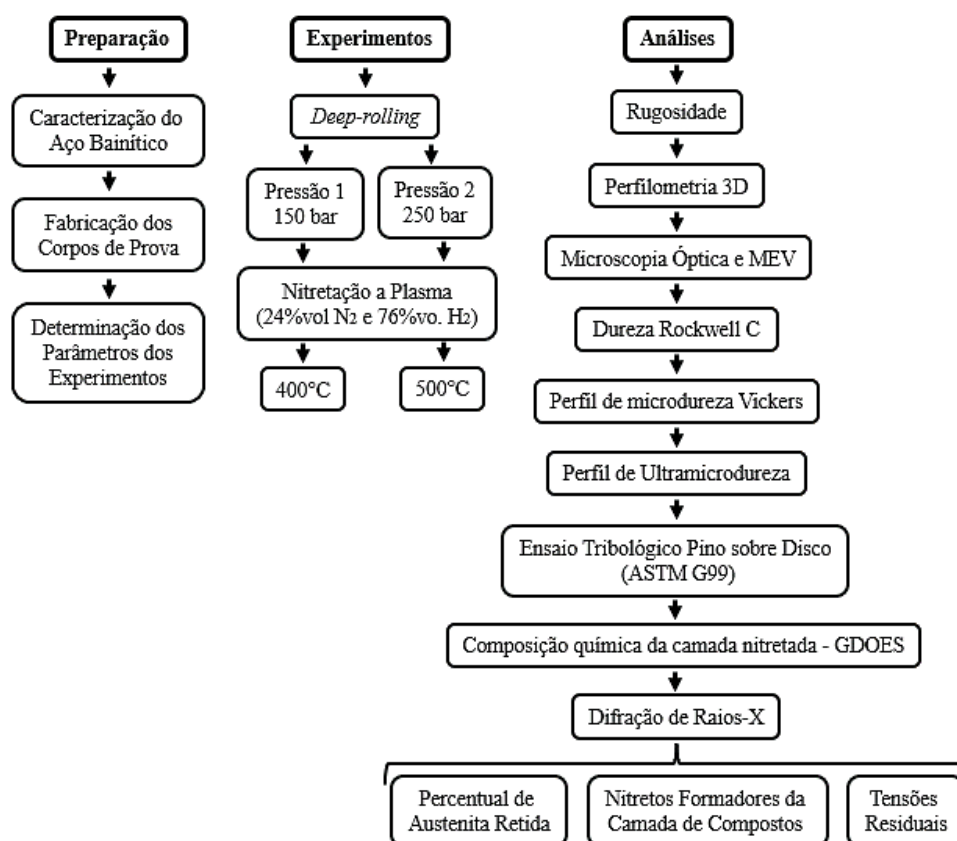 Preparação
Caracterização do
Aço Bainítico
Fabricação dos
Corpos de Prova
Determinação dos
Parâmetros dos
Experimentos
Experimentos
Deep-rolling
Pressão 1
150 bar
Pressão 2
250 bar
Nitretação a Plasma
(24%vol N2 e 76%vo. H2)
400°C
500°C
Análises
Rugosidade
Perfilometria 3D
Microscopia Óptica e MEV
Dureza Rockwell C
Perfil de microdureza Vickers
Perfil de Ultramicrodureza
Ensaio Tribológico Pino sobre Disco
(ASTM G99)
Composição química da camada nitretada - GDOES
Difração de Raios-X
Percentual de
Austenita Retida
Nitretos Formadores da
Camada de Compostos
Tensões
Residuais